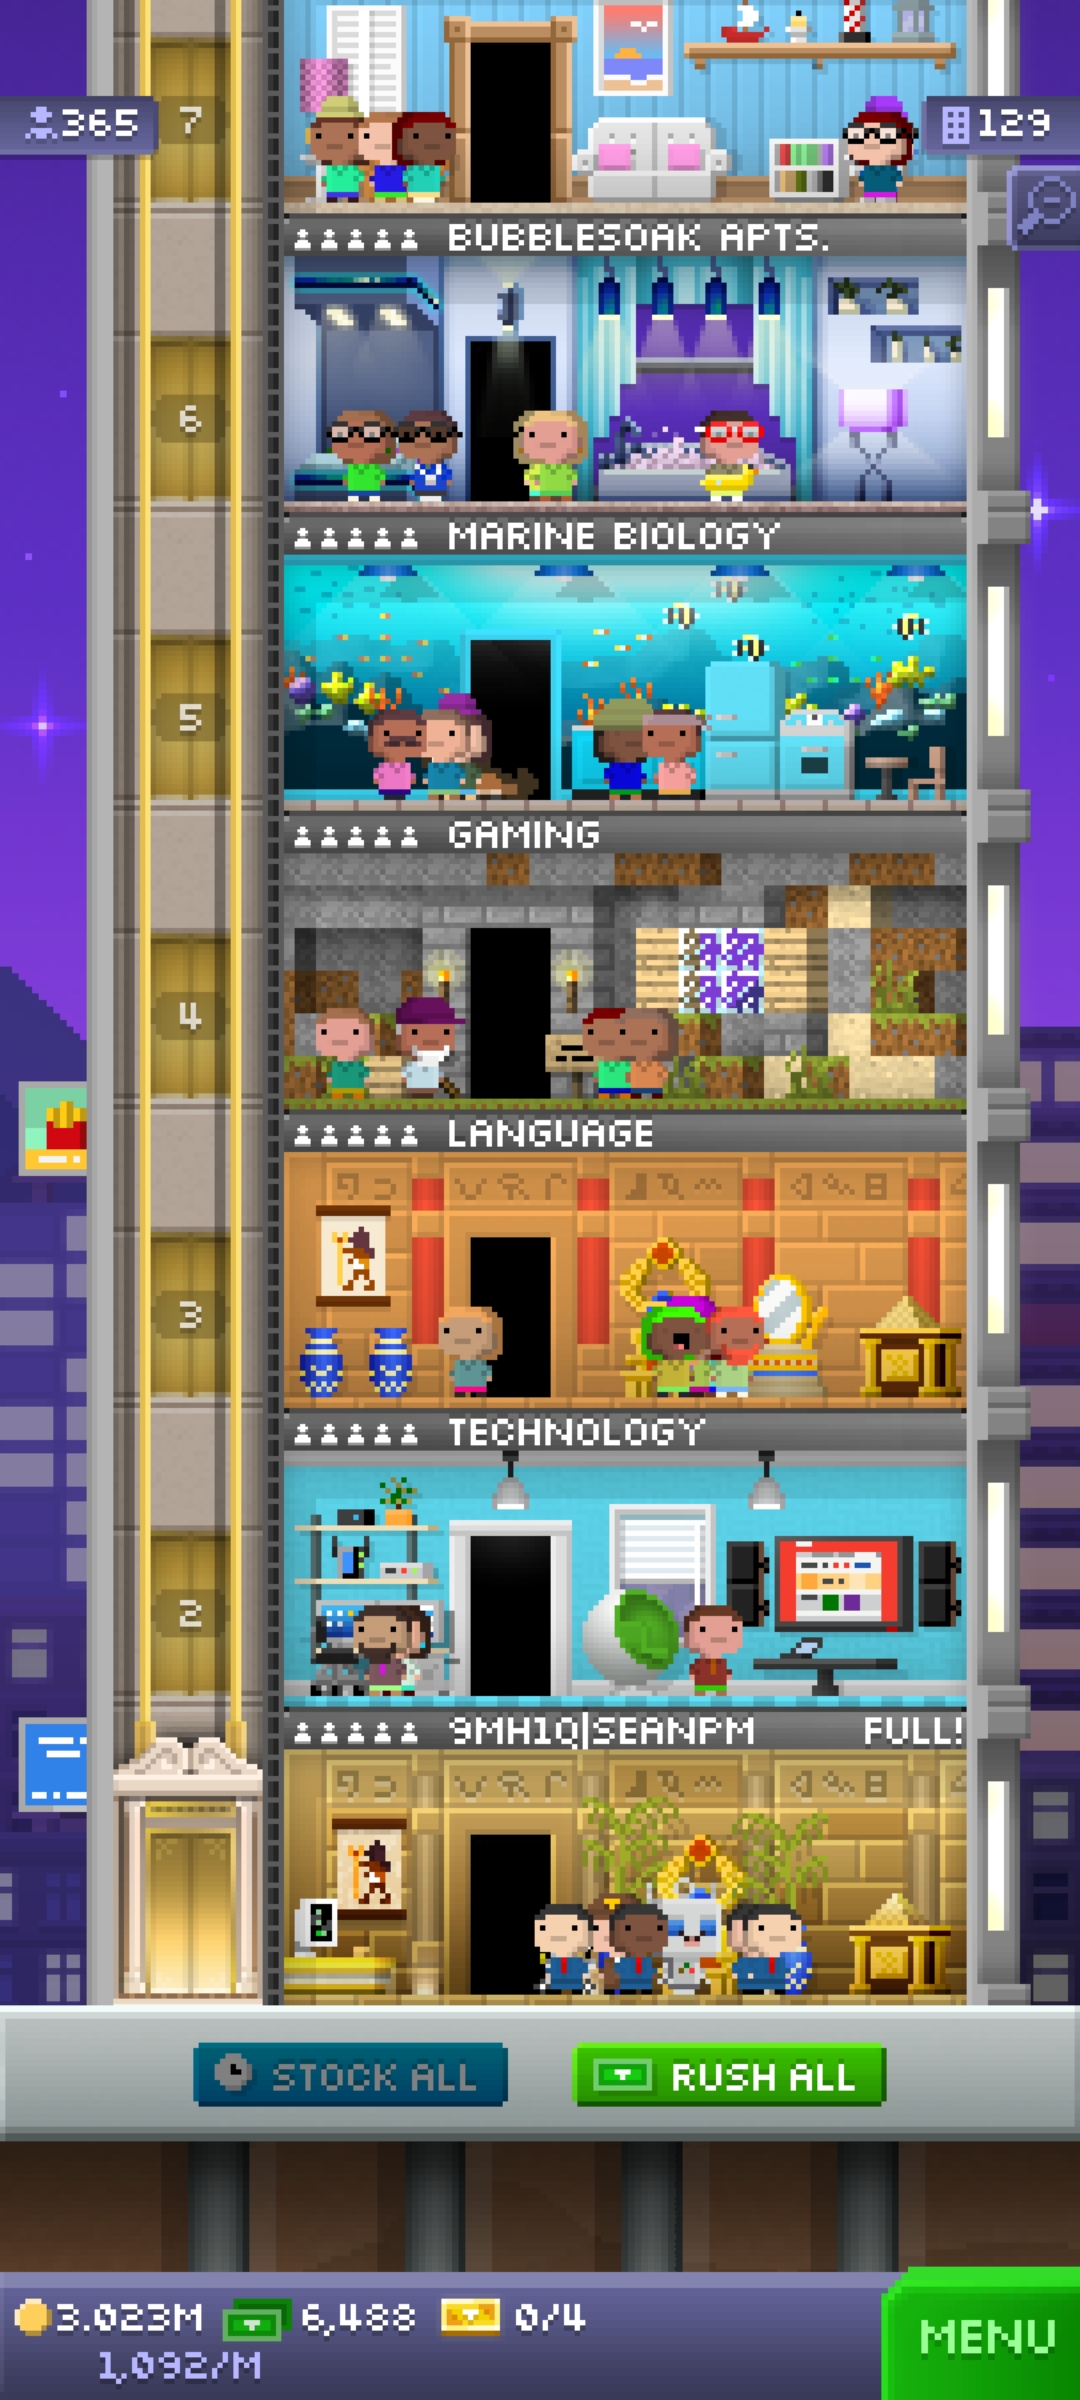 365
7
129
BUBBLESOAK APTS.
6
MARINE BIOLOGY
5
GAMING
4
LANGUAGE
3
TECHNOLOGY
2
9MH1Q|SEANPM FULL!
STOCK ALL
RUSH ALL
3.023M 6,488 0/4
1,092/M
MENU